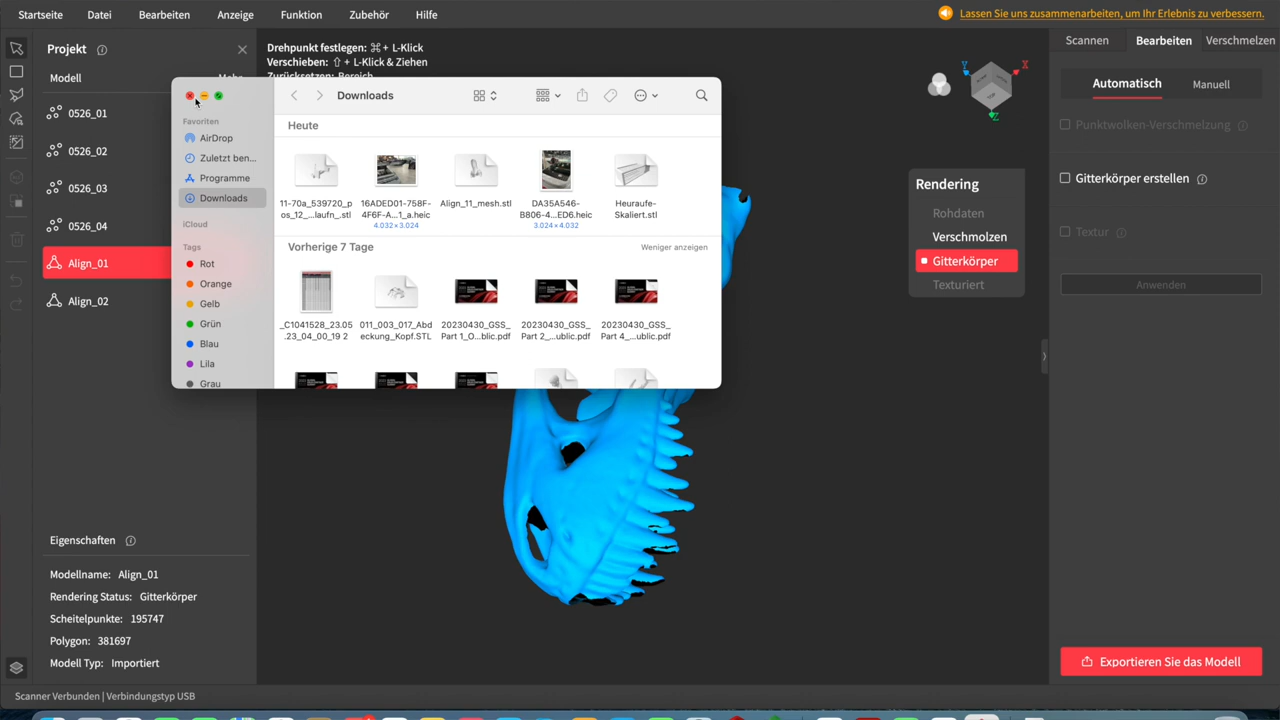 Startseite Datei Bearbeiten Anzeige Funktion Zubehör Hilfe
Lassen Sie uns zusammenarbeiten, um Ihr Erlebnis zu verbessern.
Projekt
Modell Mehr
0526_01
0526_02
0526_03
0526_04
Align_01
Align_02
Eigenschaften
Modellname: Align_01
Rendering Status: Gitterkörper
Scheitelpunkte: 195747
Polygon: 381697
Modell Typ: Importiert
Scanner Verbunden | Verbindungstyp USB
Drehpunkt festlegen: ⌘+ L-Klick
Verschieben: ⇧+ L-Klick & Ziehen
Zurücksetzen: Bereich
Favoriten
AirDrop
Zuletzt ben...
Programme
Downloads
iCloud
Tags
Rot
Orange
Gelb
Grün
Blau
Lila
Grau
Downloads
Heute
11-70a_539720_p
os_12_...laufn_.stl
16ADED01-758F-
4F6F-A...1_a.heic
4.032×3.024
Align_11_mesh.stl
DA35A546-
B806-4...ED6.heic
3.024×4.032
Heuraufe-
Skaliert.stl
Vorherige 7 Tage Weniger anzeigen
_C1041528_23.05
.23_04_00_19 2
011_003_017_Abd
eckung_Kopf.STL
20230430_GSS_
Part 1_O...blic.pdf
20230430_GSS_
Part 2_...ublic.pdf
20230430_GSS_
Part 4_...ublic.pdf
Y X
Z
Rendering
Rohdaten
Verschmolzen
Gitterkörper
Texturiert
Scannen Bearbeiten Verschmelzen
Automatisch Manuell
Punktwolken-Verschmelzung
Gitterkörper erstellen
Textur
Anwenden
Exportieren Sie das Modell